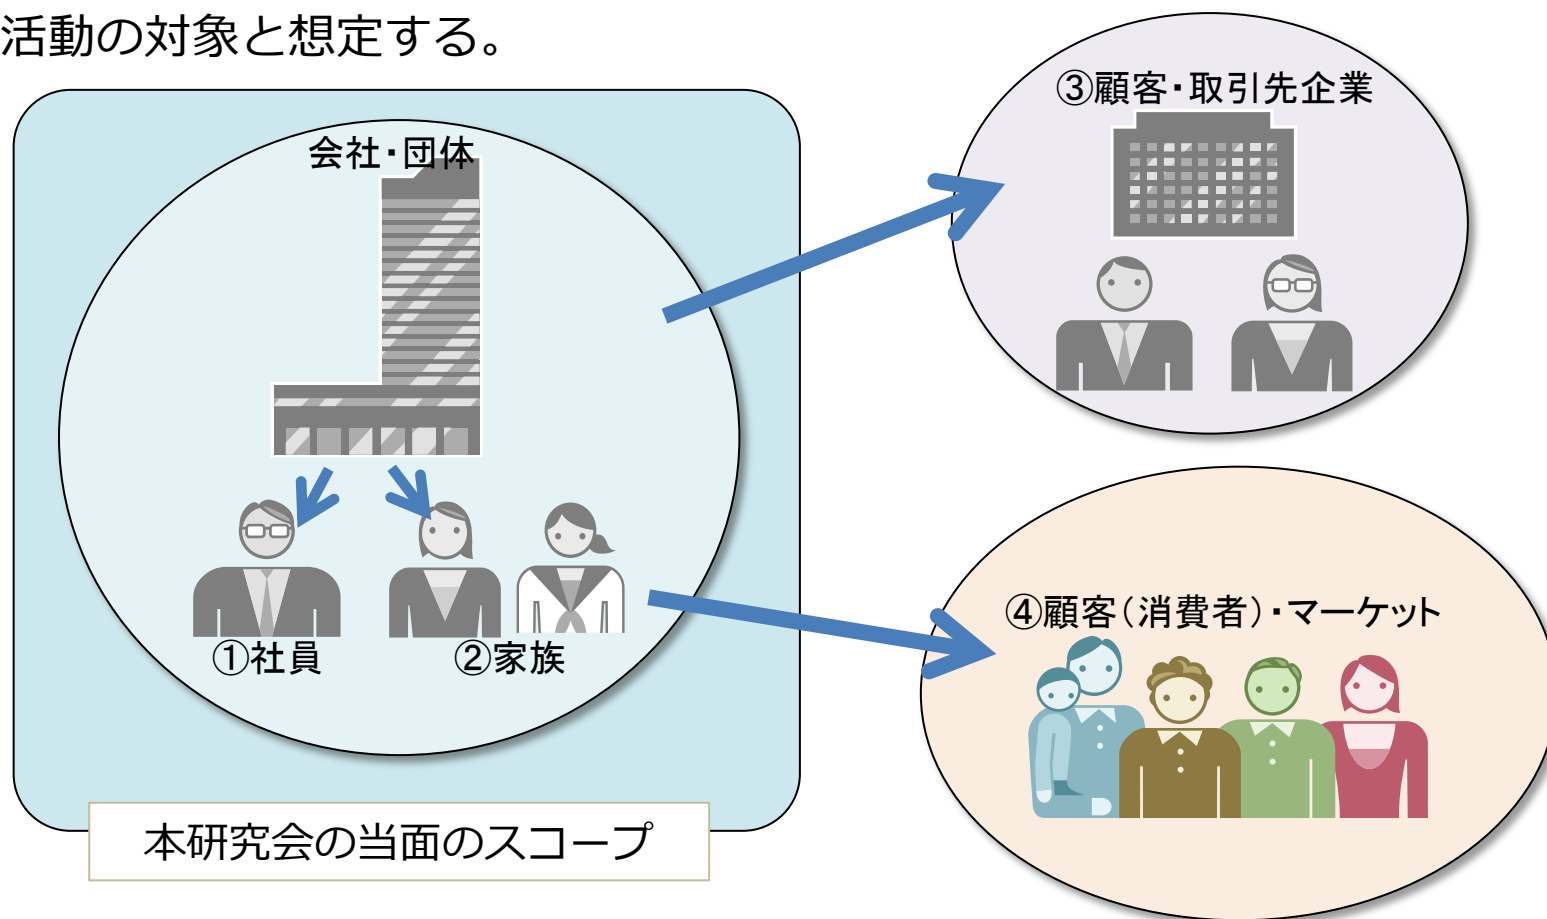 活動の対象と想定する。
会社・団体
①社員
②家族
本研究会の当面のスコープ
③顧客・取引先企業
④顧客（消費者）・マーケット